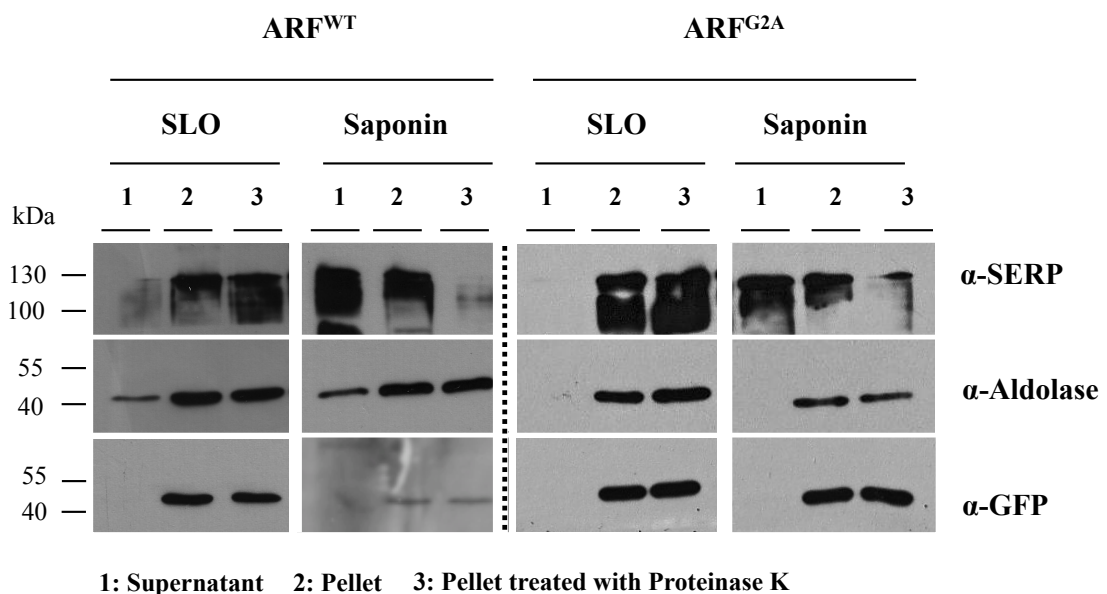 ARF^WT ARF^G2A
SLO Saponin SLO Saponin
1 2 3 1 2 3 1 2 3 1 2 3
kDa
130 α-SERP
100
55
40 α-Aldolase
55
40 α-GFP
1: Supernatant 2: Pellet 3: Pellet treated with Proteinase K